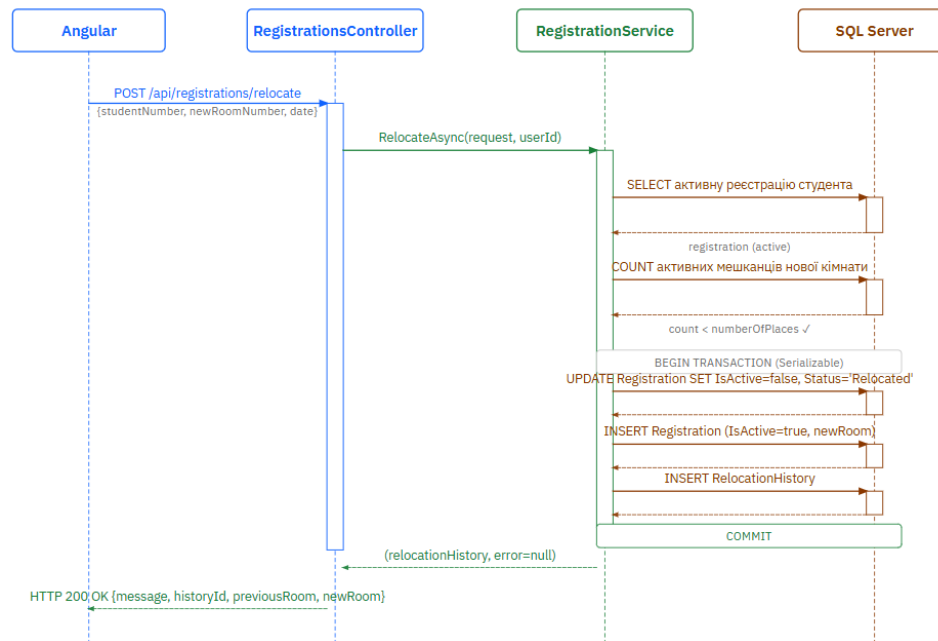 Angular
RegistrationsController
RegistrationService
SQL Server
POST /api/registrations/relocate
{studentNumber, newRoomNumber, date}
RelocateAsync(request, userId)
SELECT активну реєстрацію студента
registration (active)
COUNT активних мешканців нової кімнати
count < numberOfPlaces ✓
BEGIN TRANSACTION (Serializable)
UPDATE Registration SET IsActive=false, Status='Relocated'
INSERT Registration (IsActive=true, newRoom)
INSERT RelocationHistory
COMMIT
(relocationHistory, error=null)
HTTP 200 OK {message, historyId, previousRoom, newRoom}